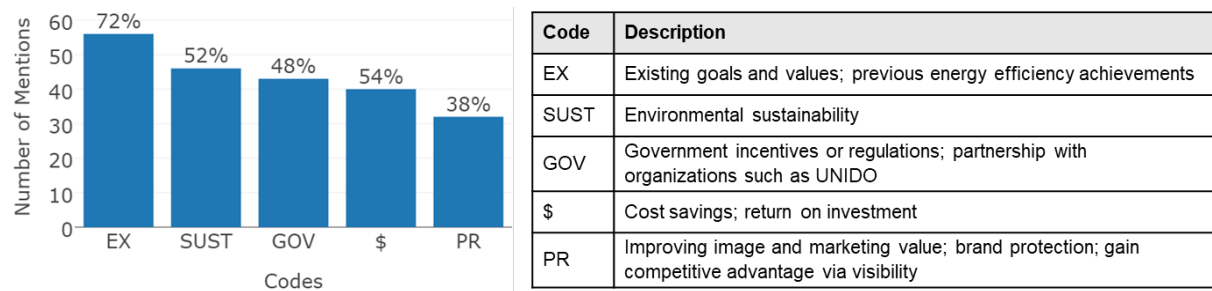 60
50
40
30
20
10
0
Number of Mentions
72%
52%
48%
54%
38%
EX SUST GOV $ PR
Codes
Code Description
EX Existing goals and values; previous energy efficiency achievements
SUST Environmental sustainability
GOV Government incentives or regulations; partnership with
organizations such as UNIDO
$ Cost savings; return on investment
PR Improving image and marketing value; brand protection; gain
competitive advantage via visibility